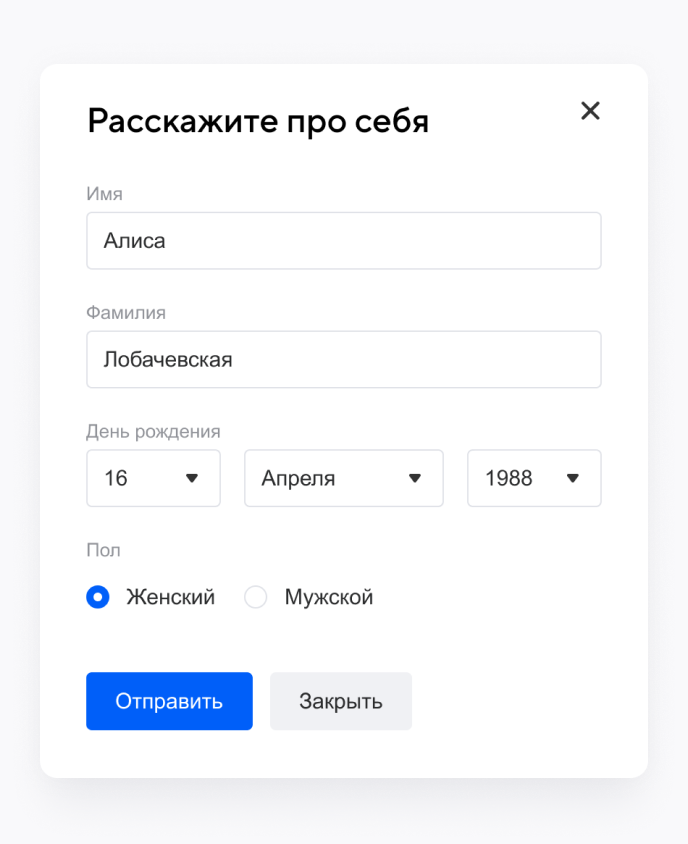 Расскажите про себя
Имя
Алиса
Фамилия
Лобачевская
День рождения
16 Апреля 1988
Пол
Женский Мужской
Отправить Закрыть